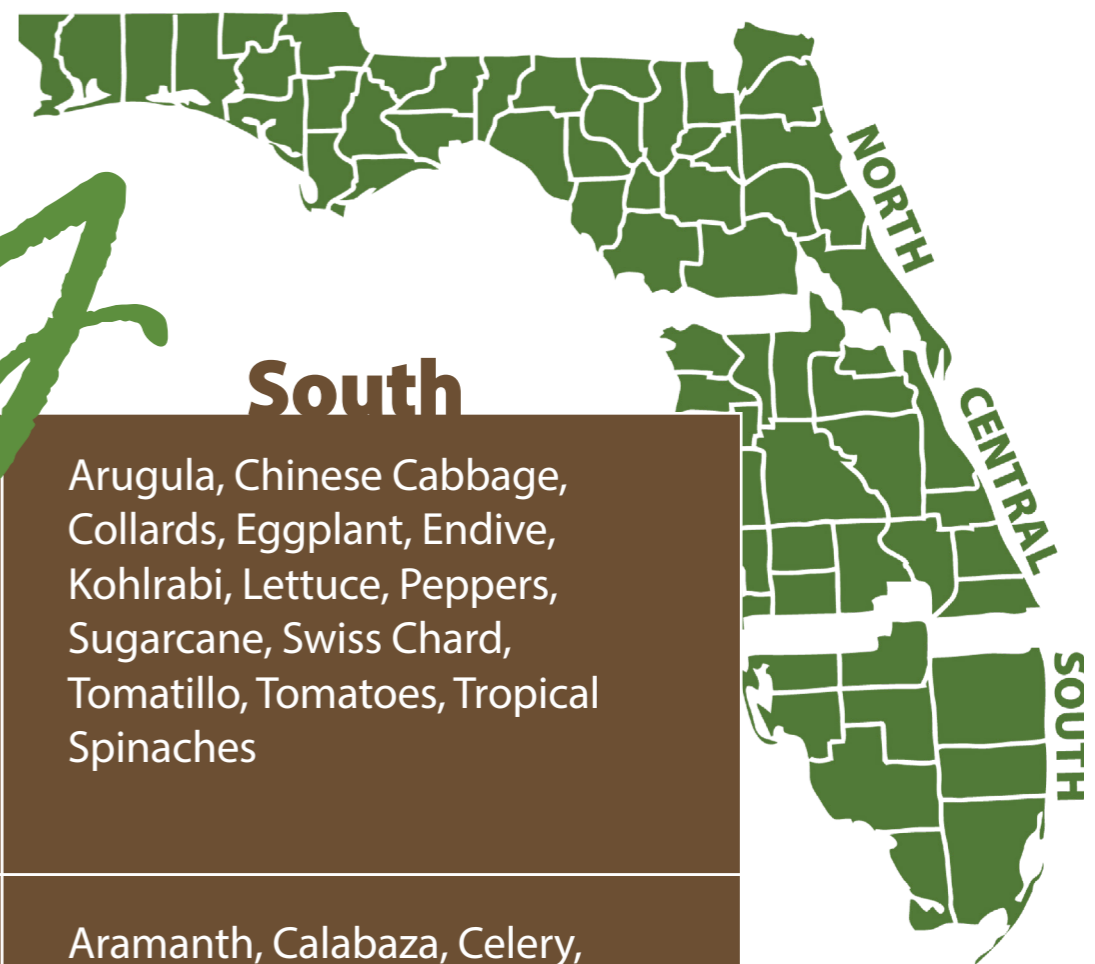 NORTH
South
CENTRAL
Arugula, Chinese Cabbage,
Collards, Eggplant, Endive,
Kohlrabi, Lettuce, Peppers,
Sugarcane, Swiss Chard,
Tomatillo, Tomatoes, Tropical
Spinaches
SOUTH
Aramanth, Calabaza, Celery,